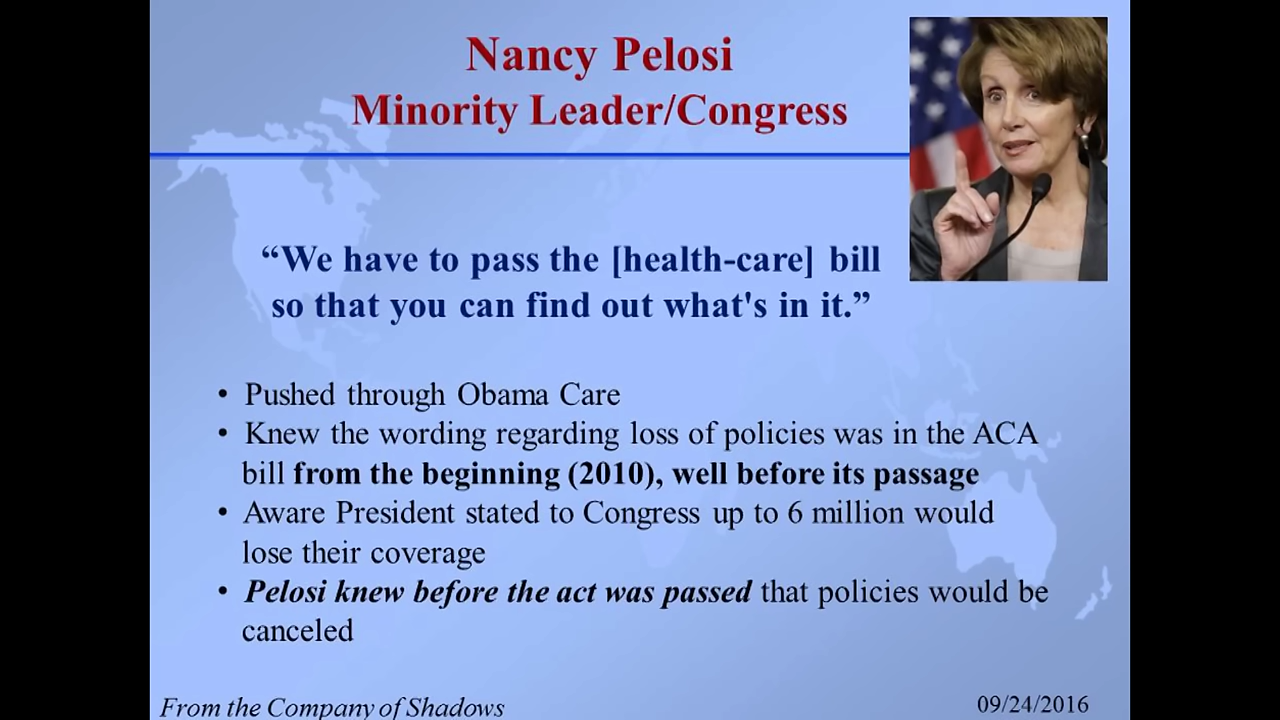 Nancy Pelosi
Minority Leader/Congress
“We have to pass the [health-care] bill
so that you can find out what's in it.”
• Pushed through Obama Care
• Knew the wording regarding loss of policies was in the ACA
bill from the beginning (2010), well before its passage
• Aware President stated to Congress up to 6 million would
lose their coverage
• Pelosi knew before the act was passed that policies would be
canceled
From the Company of Shadows
09/24/2016